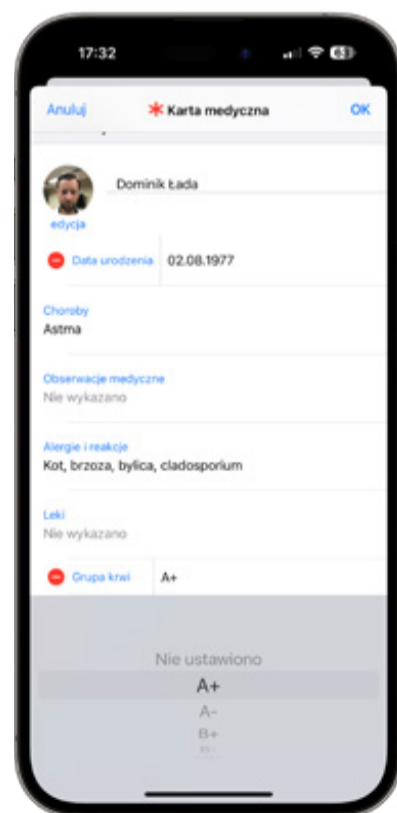 17:32
63
Anuluj
Karta medyczna
OK
Dominik Łada
edycja
Data urodzenia
02.08.1977
Choroby
Astma
Obserwacje medyczne
Nie wykazano
Alergie i reakcje
Kot, brzoza, bylica, cladosporium
Leki
Nie wykazano
Grupa krwi
A+
Nie ustawiono
A+
A-
B+